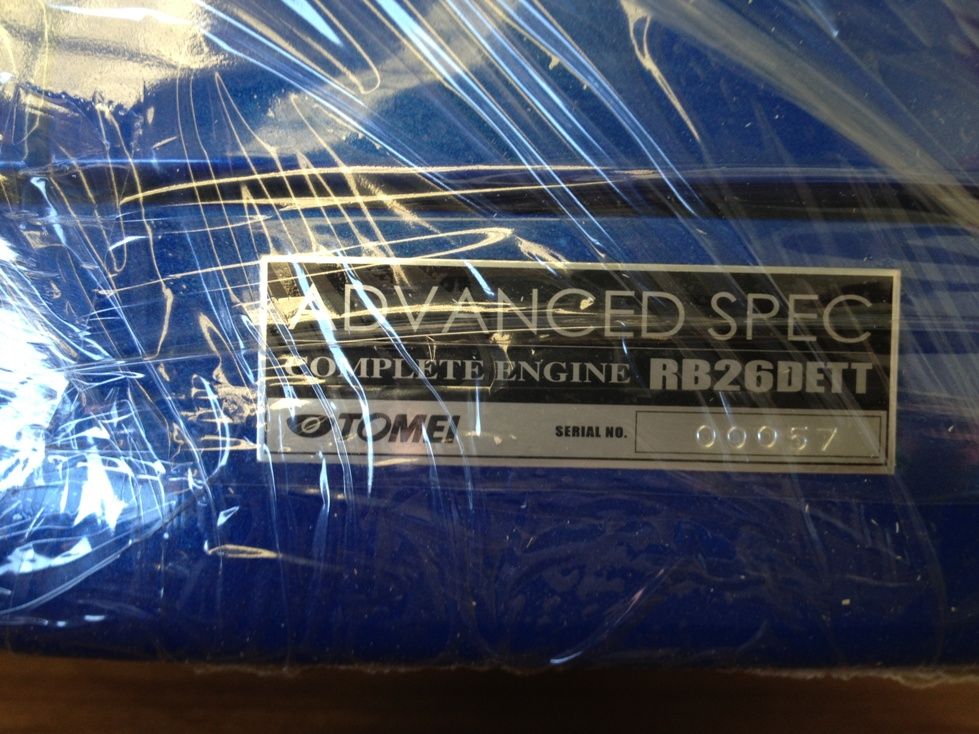 ADVANCED SPEC
COMPLETE ENGINE RB26DETT
TOMEI SERIAL NO. 00057